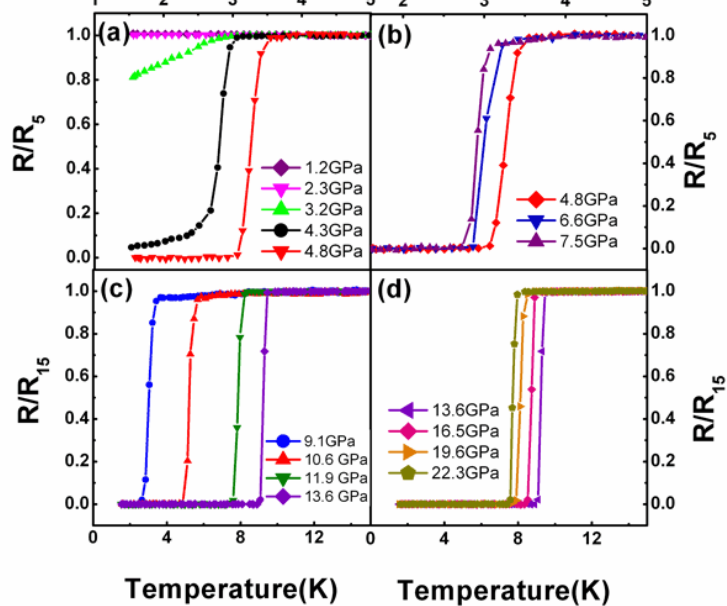 1 2 3 4 5
2 3 4 5
(a)
1.0
0.8
0.6
0.4
0.2
0.0
R/R5
1.2GPa
2.3GPa
3.2GPa
4.3GPa
4.8GPa
(b)
1.0
0.8
0.6
0.4
0.2
0.0
R/R5
4.8GPa
6.6GPa
7.5GPa
(c)
1.0
0.8
0.6
0.4
0.2
0.0
R/R15
9.1GPa
10.6 GPa
11.9 GPa
13.6 GPa
(d)
1.0
0.8
0.6
0.4
0.2
0.0
R/R15
13.6GPa
16.5GPa
19.6GPa
22.3GPa
0 4 8 12
0 4 8 12
Temperature(K)
Temperature(K)